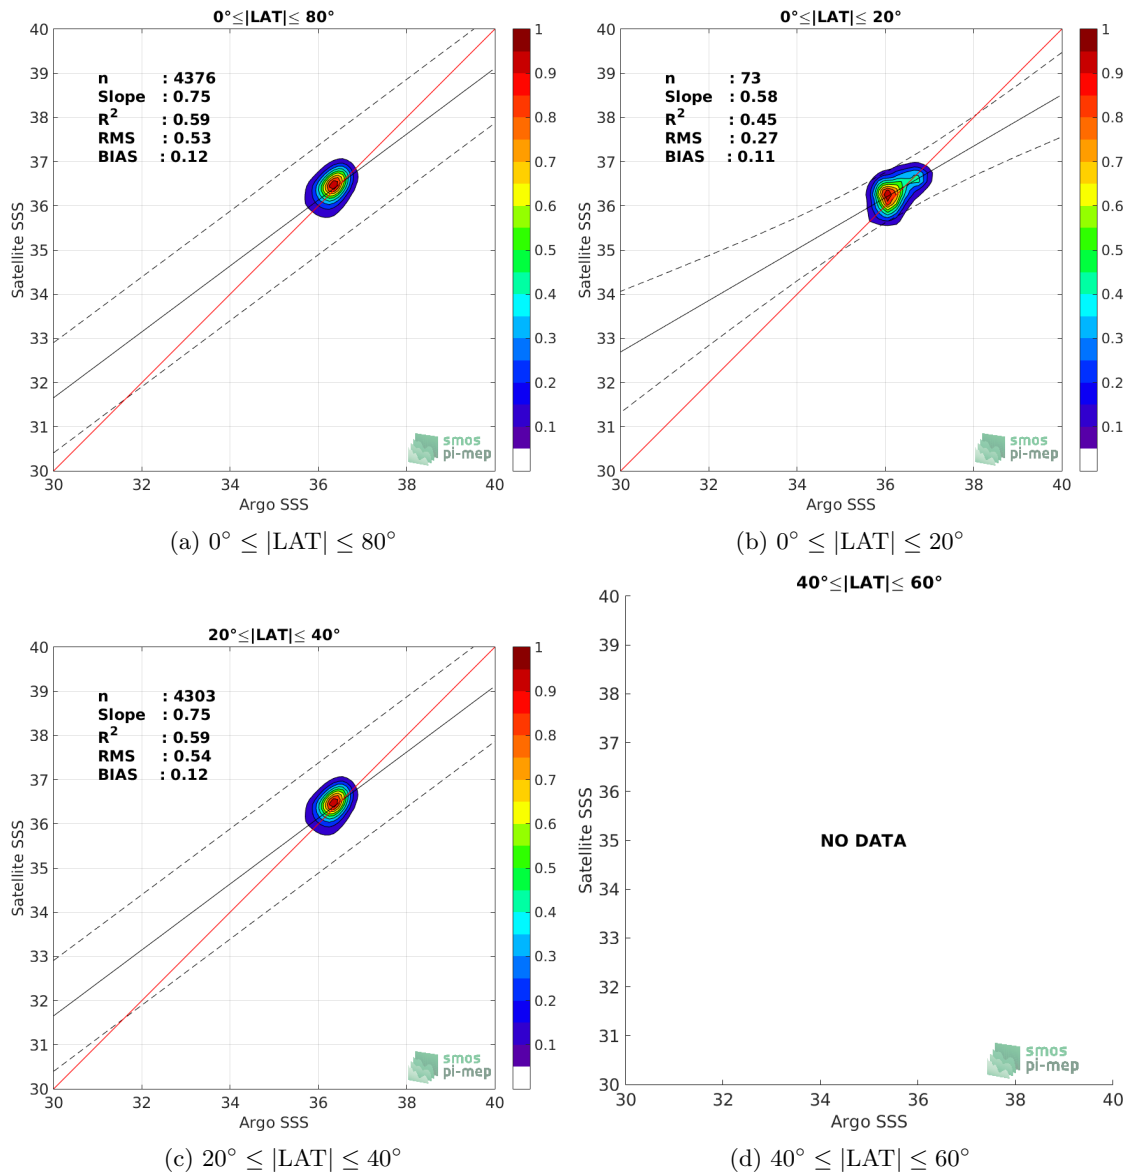 0°≤|LAT|≤ 80°
n : 4376
Slope : 0.75
R2 : 0.59
RMS : 0.53
BIAS : 0.12
Satellite SSS
40
39
38
37
36
35
34
33
32
31
30
30 32 34 36 38 40
Argo SSS
1
0.9
0.8
0.7
0.6
0.5
0.4
0.3
0.2
0.1
smos
pi-mep
(a) 0° ≤ |LAT| ≤ 80°
0°≤|LAT|≤ 20°
n : 73
Slope : 0.58
R2 : 0.45
RMS : 0.27
BIAS : 0.11
Satellite SSS
40
39
38
37
36
35
34
33
32
31
30
30 32 34 36 38 40
Argo SSS
1
0.9
0.8
0.7
0.6
0.5
0.4
0.3
0.2
0.1
smos
pi-mep
(b) 0° ≤ |LAT| ≤ 20°
20°≤|LAT|≤ 40°
n : 4303
Slope : 0.75
R2 : 0.59
RMS : 0.54
BIAS : 0.12
Satellite SSS
40
39
38
37
36
35
34
33
32
31
30
30 32 34 36 38 40
Argo SSS
1
0.9
0.8
0.7
0.6
0.5
0.4
0.3
0.2
0.1
smos
pi-mep
(c) 20° ≤ |LAT| ≤ 40°
40°≤|LAT|≤ 60°
NO DATA
Satellite SSS
40
39
38
37
36
35
34
33
32
31
30
30 32 34 36 38 40
Argo SSS
smos
pi-mep
(d) 40° ≤ |LAT| ≤ 60°